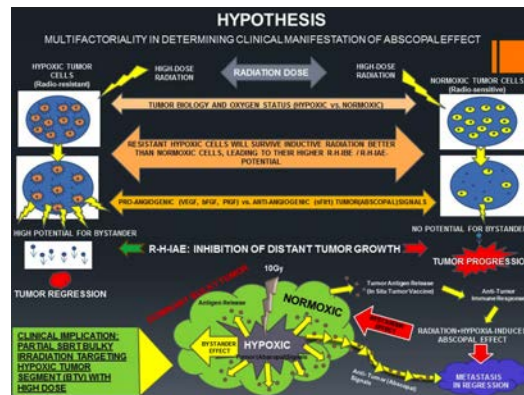 HYPOTHESIS
MULTIFACTORIALITY IN DETERMINING CLINICAL MANIFESTATION OF ABSCOPAL EFFECT
HYPOXIC TUMOR
CELLS
(Radio-resistant)
HIGH-DOSE
RADIATION
RADIATION DOSE
HIGH-DOSE
RADIATION
NORMOXIC TUMOR CELLS
(Radio-sensitive)
TUMOR BIOLOGY AND OXYGEN STATUS (HYPOXIC vs. NORMOXIC)
RESISTANT HYPOXIC CELLS WILL SURVIVE INDUCTIVE RADIATION BETTER
THAN NORMOXIC CELLS, LEADING TO THEIR HIGHER R-H-IBE / R-H-IAE-
POTENTIAL
PRO-ANGIOGENIC (VEGF, bFGF, PlGF) vs. ANTI-ANGIOGENIC (sFlt1) TUMOR(ABSCOPAL)SIGNALS
HIGH POTENTIAL FOR BYSTANDER
NO POTENTIAL FOR BYSTANDER
R-H-IAE: INHIBITION OF DISTANT TUMOR GROWTH
TUMOR REGRESSION
TUMOR PROGRESSION
10Gy
Antigen Release
NORMOXIC
Tumor Antigen Release
(In Situ Tumor Vaccine)
Anti-Tumor
Immune Response
HYPOXIC
BYSTANDER
EFFECT
RADIATION+HYPOXIA-INDUCED
ABSCOPAL EFFECT
Anti-Tumor (Abscopal)
Signals
METASTASIS
IN REGRESSION
CLINICAL IMPLICATION:
PARTIAL SBRT BULKY
IRRADIATION TARGETING
HYPOXIC TUMOR
SEGMENT (BTV) WITH
HIGH DOSE